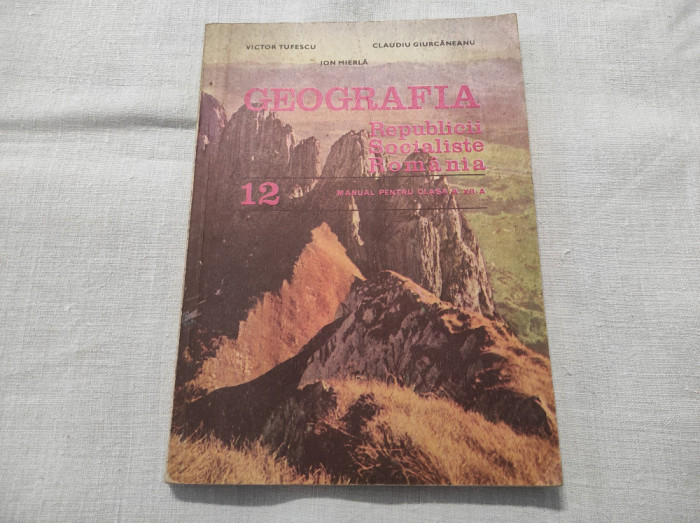 VICTOR TUFESCU CLAUDIU GIURCĂNEANU
ION MIERLĂ
GEOGRAFIA
Republicii
Socialiste
România
12 MANUAL PENTRU CLASA A XII-A